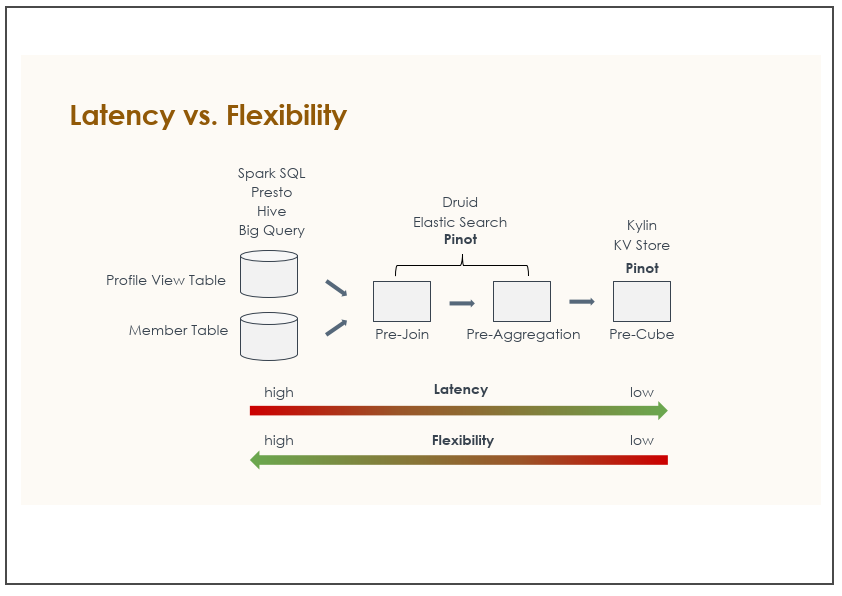 Latency vs. Flexibility
Spark SQL
Presto
Hive
Big Query
Druid
Elastic Search
Pinot
Kylin
KV Store
Pinot
Profile View Table
Member Table
Pre-Join
Pre-Aggregation
Pre-Cube
high
Latency
low
high
Flexibility
low